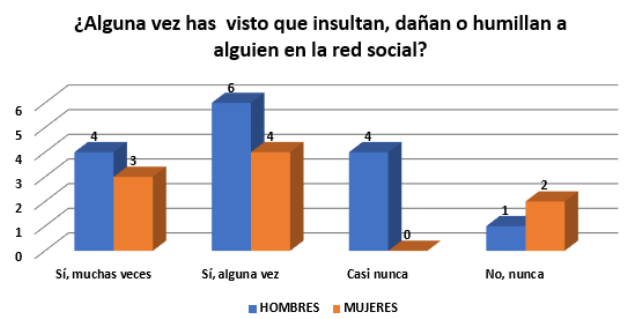 ¿Alguna vez has visto que insultan, dañan o humillan a
alguien en la red social?
6
5
4
3
2
1
0
4
3
6
4
4
0
1
2
Sí, muchas veces
Sí, alguna vez
Casi nunca
No, nunca
HOMBRES
MUJERES